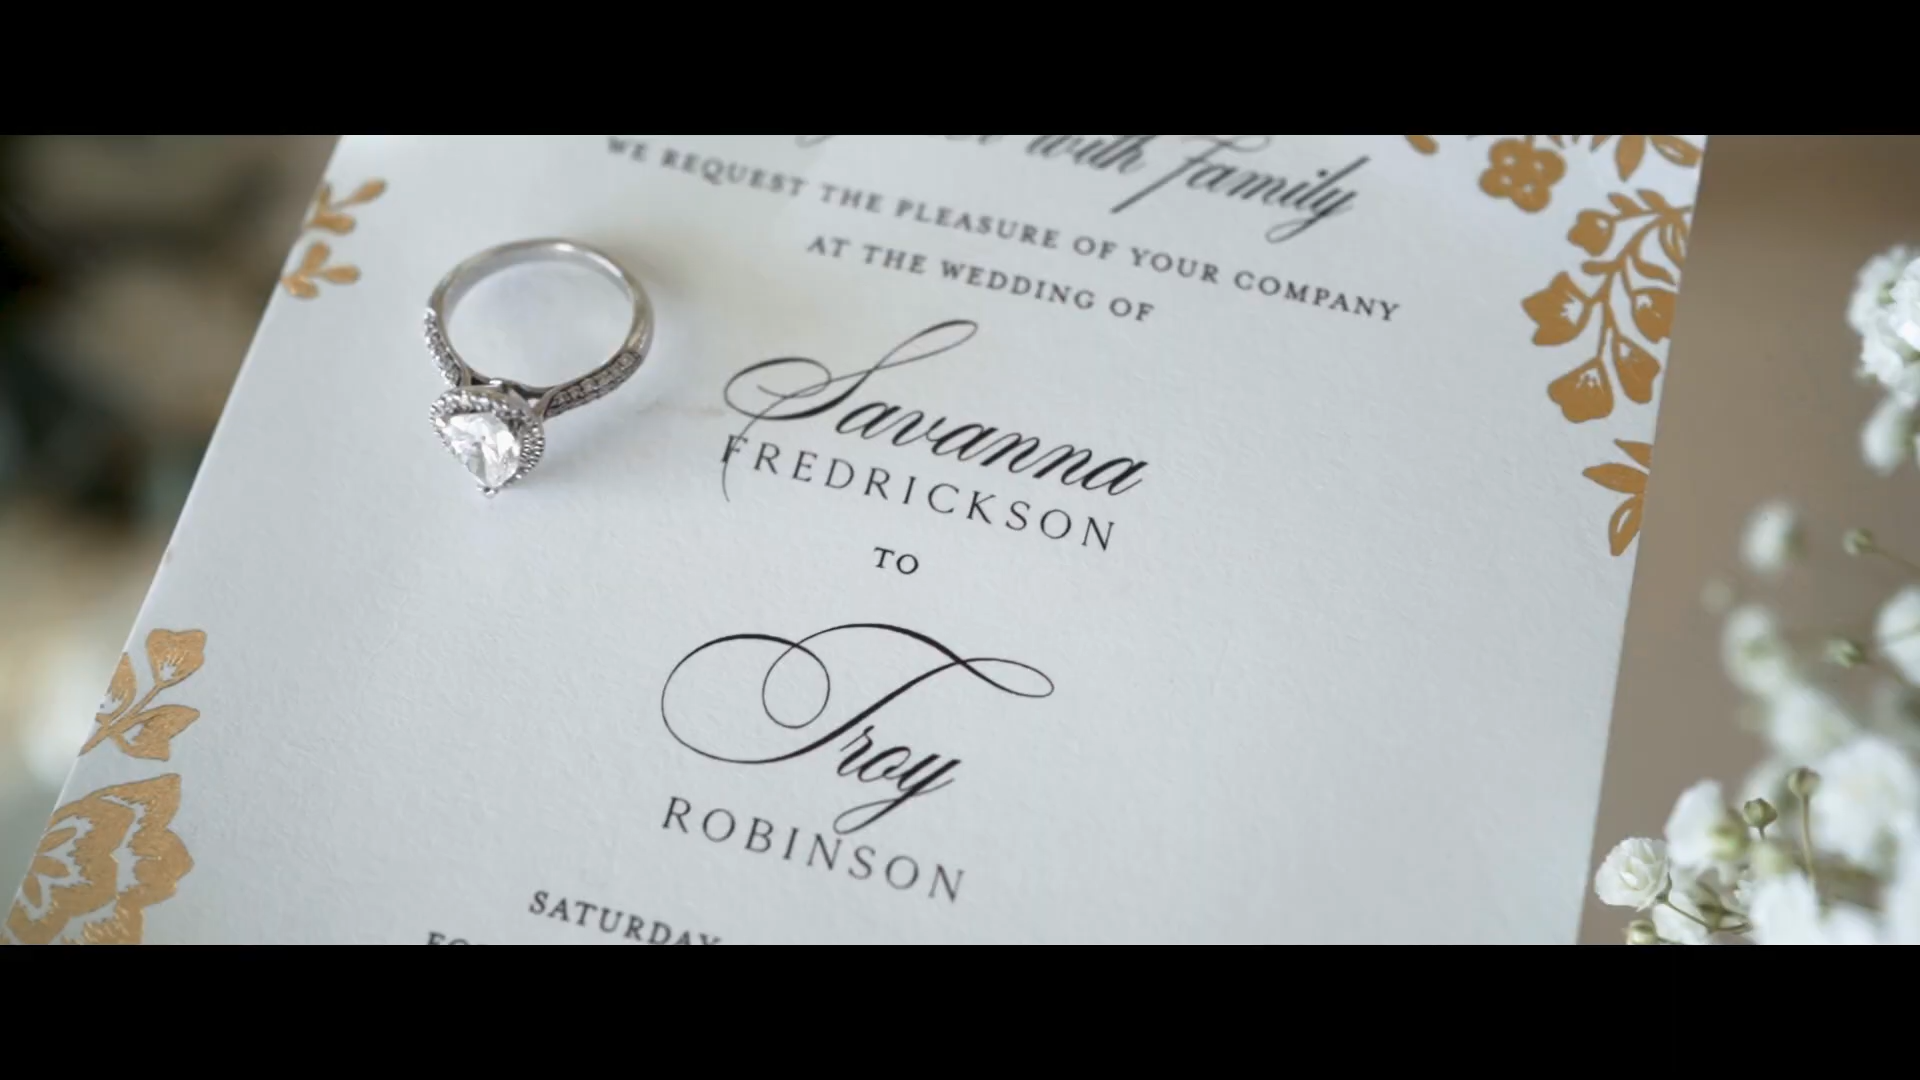 with family
WE REQUEST THE PLEASURE OF YOUR COMPANY
AT THE WEDDING OF
Savanna
FREDRICKSON
TO
Troy
ROBINSON
SATURDAY